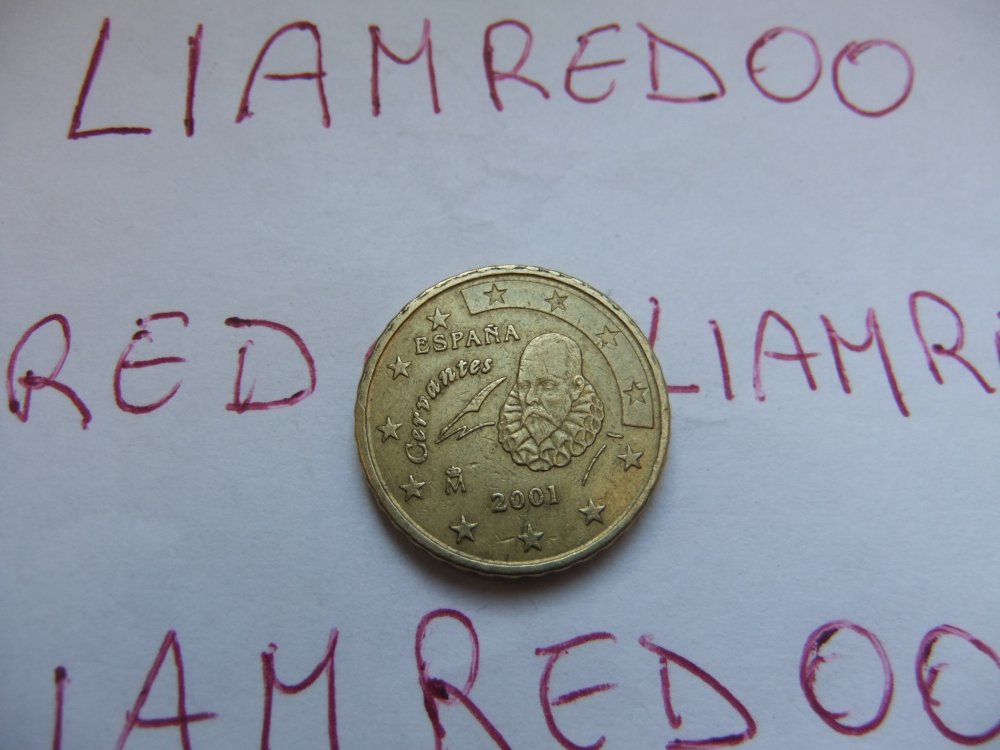 LIAMREDOO
RED LIAMR
ESPAÑA
Cervantes
M
2001
IAMREDOO